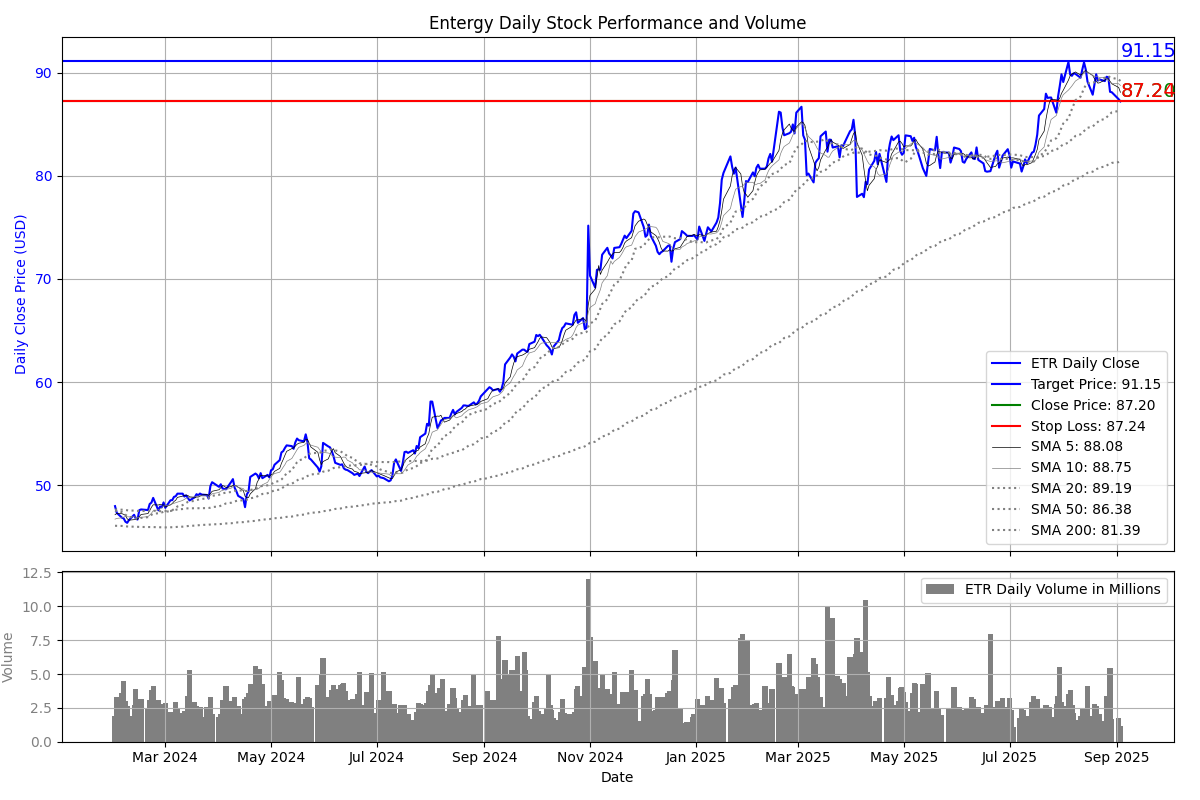 Entergy Daily Stock Performance and Volume
Daily Close Price (USD)
90
80
70
60
50
91.15
87.24
ETR Daily Close
Target Price: 91.15
Close Price: 87.20
Stop Loss: 87.24
SMA 5: 88.08
SMA 10: 88.75
SMA 20: 89.19
SMA 50: 86.38
SMA 200: 81.39
Volume
12.5
10.0
7.5
5.0
2.5
0.0
ETR Daily Volume in Millions
Mar 2024 May 2024 Jul 2024 Sep 2024 Nov 2024 Jan 2025 Mar 2025 May 2025 Jul 2025 Sep 2025
Date